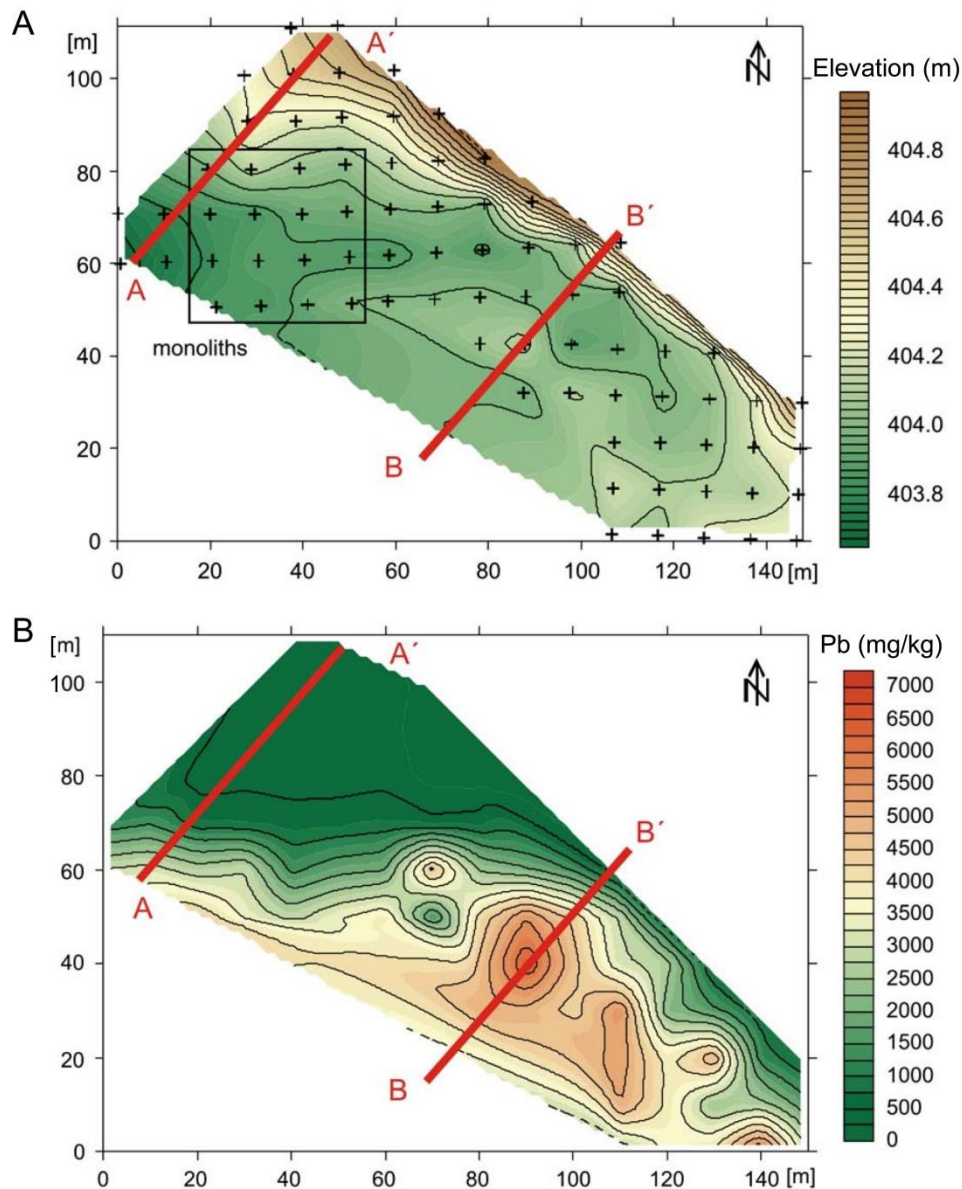 A
[m]
A´
N
Elevation (m)
100
404.8
80
B´
404.6
60
404.4
A
40
monoliths
404.2
404.0
20
B
403.8
0
0 20 40 60 80 100 120 140 [m]
B
[m]
A´
N
Pb (mg/kg)
7000
100
6500
6000
5500
80
5000
B´
4500
4000
60
3500
A
3000
40
2500
2000
20
1500
1000
B
500
0
0
0 20 40 60 80 100 120 140 [m]